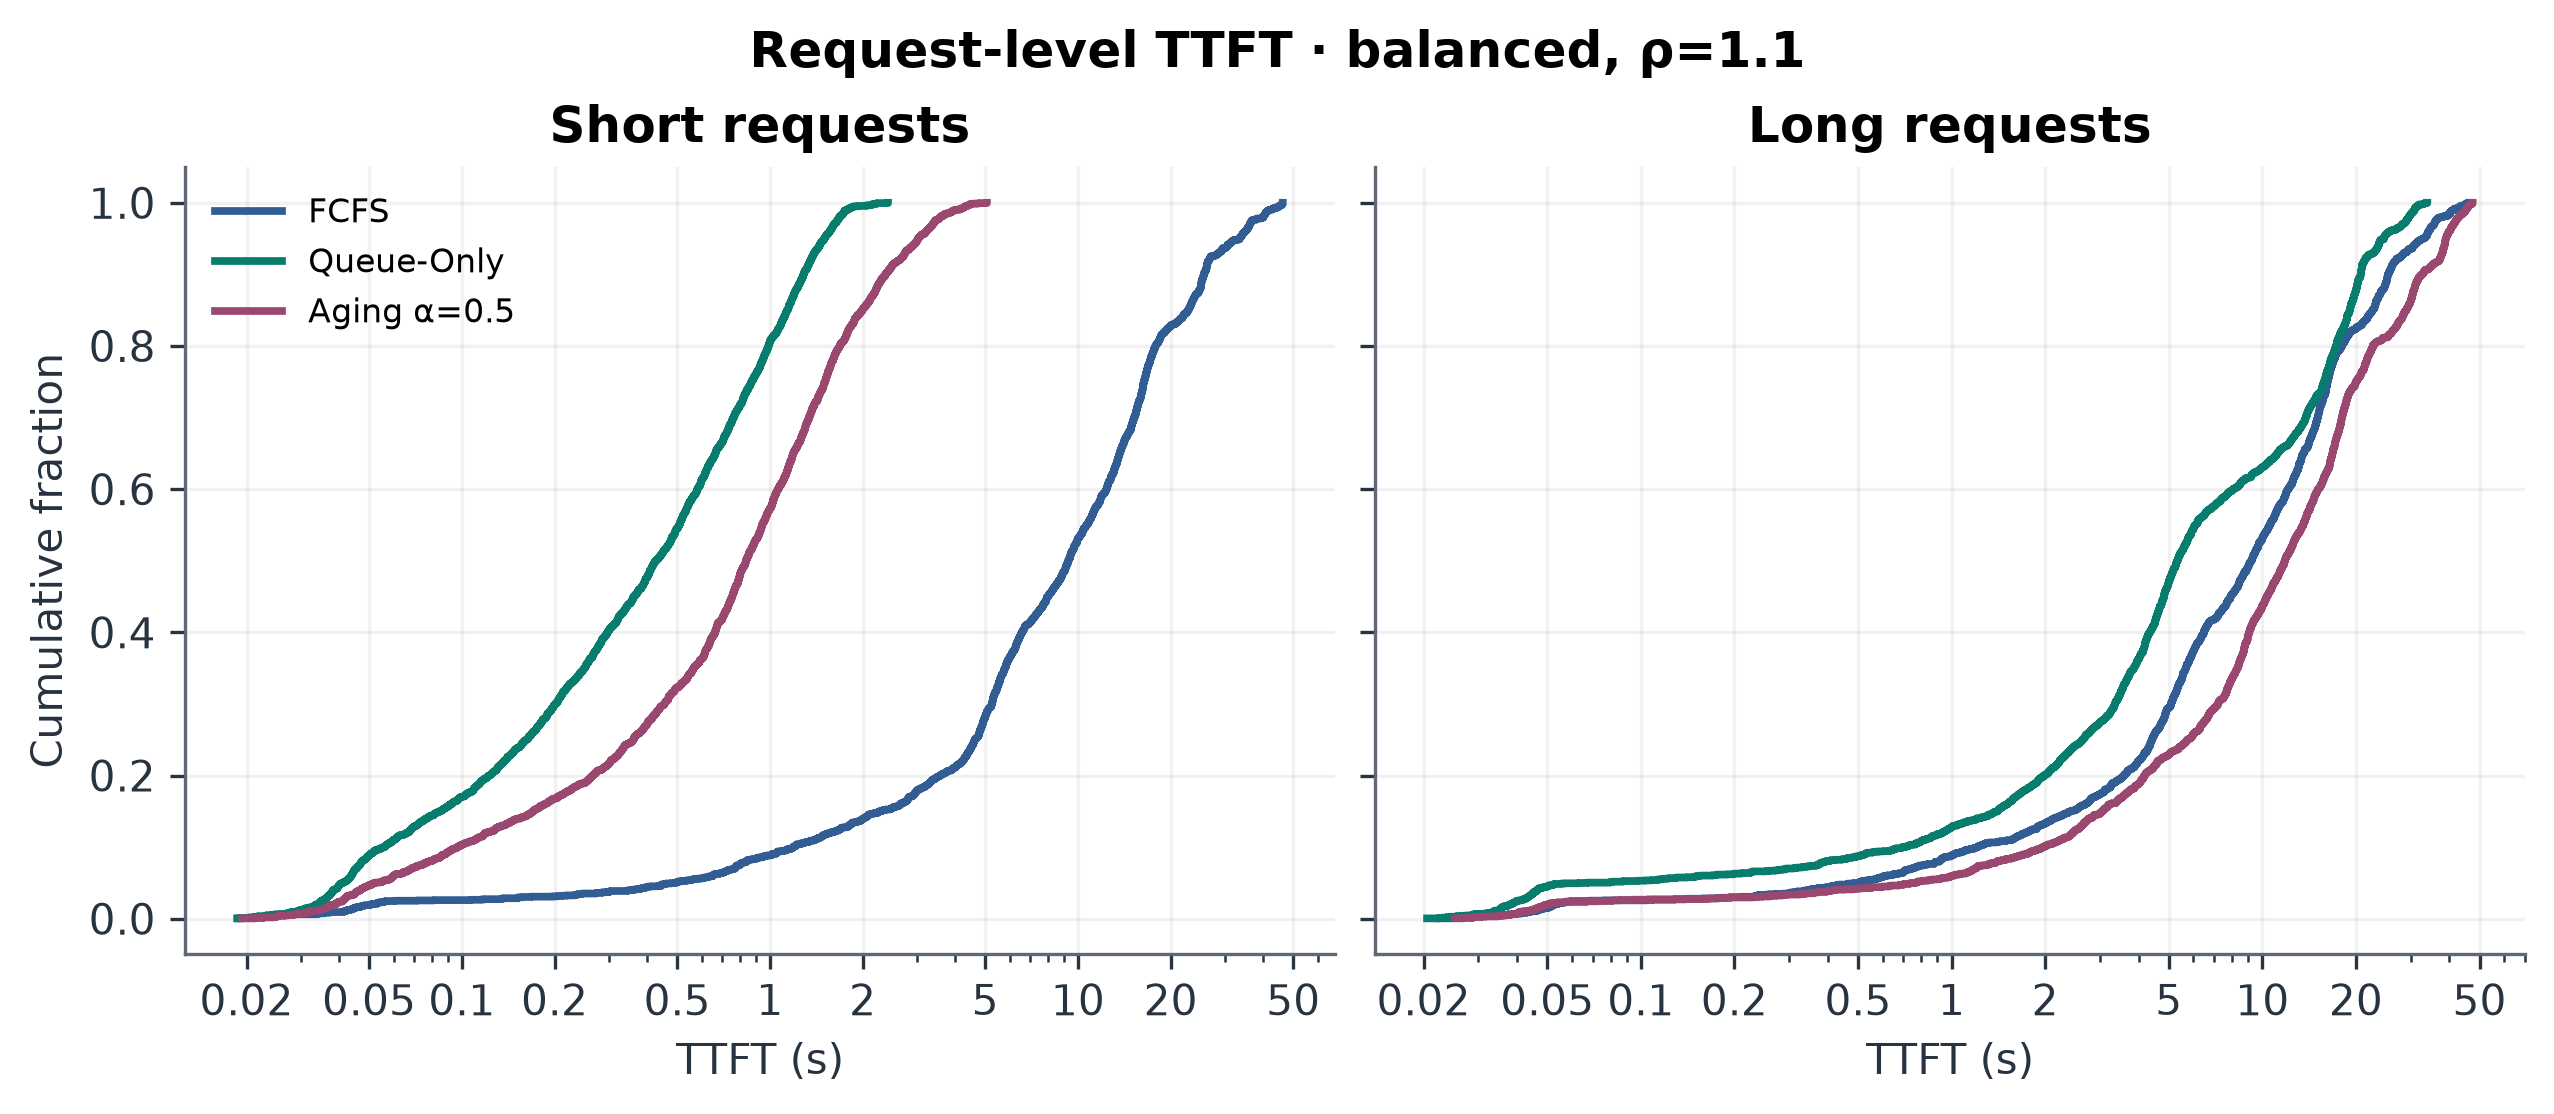 Request-level TTFT · balanced, ρ=1.1
Short requests
Long requests
FCFS
Queue-Only
Aging α=0.5
Cumulative fraction
1.0
0.8
0.6
0.4
0.2
0.0
0.02 0.05 0.1 0.2 0.5 1 2 5 10 20 50
0.02 0.05 0.1 0.2 0.5 1 2 5 10 20 50
TTFT (s)
TTFT (s)